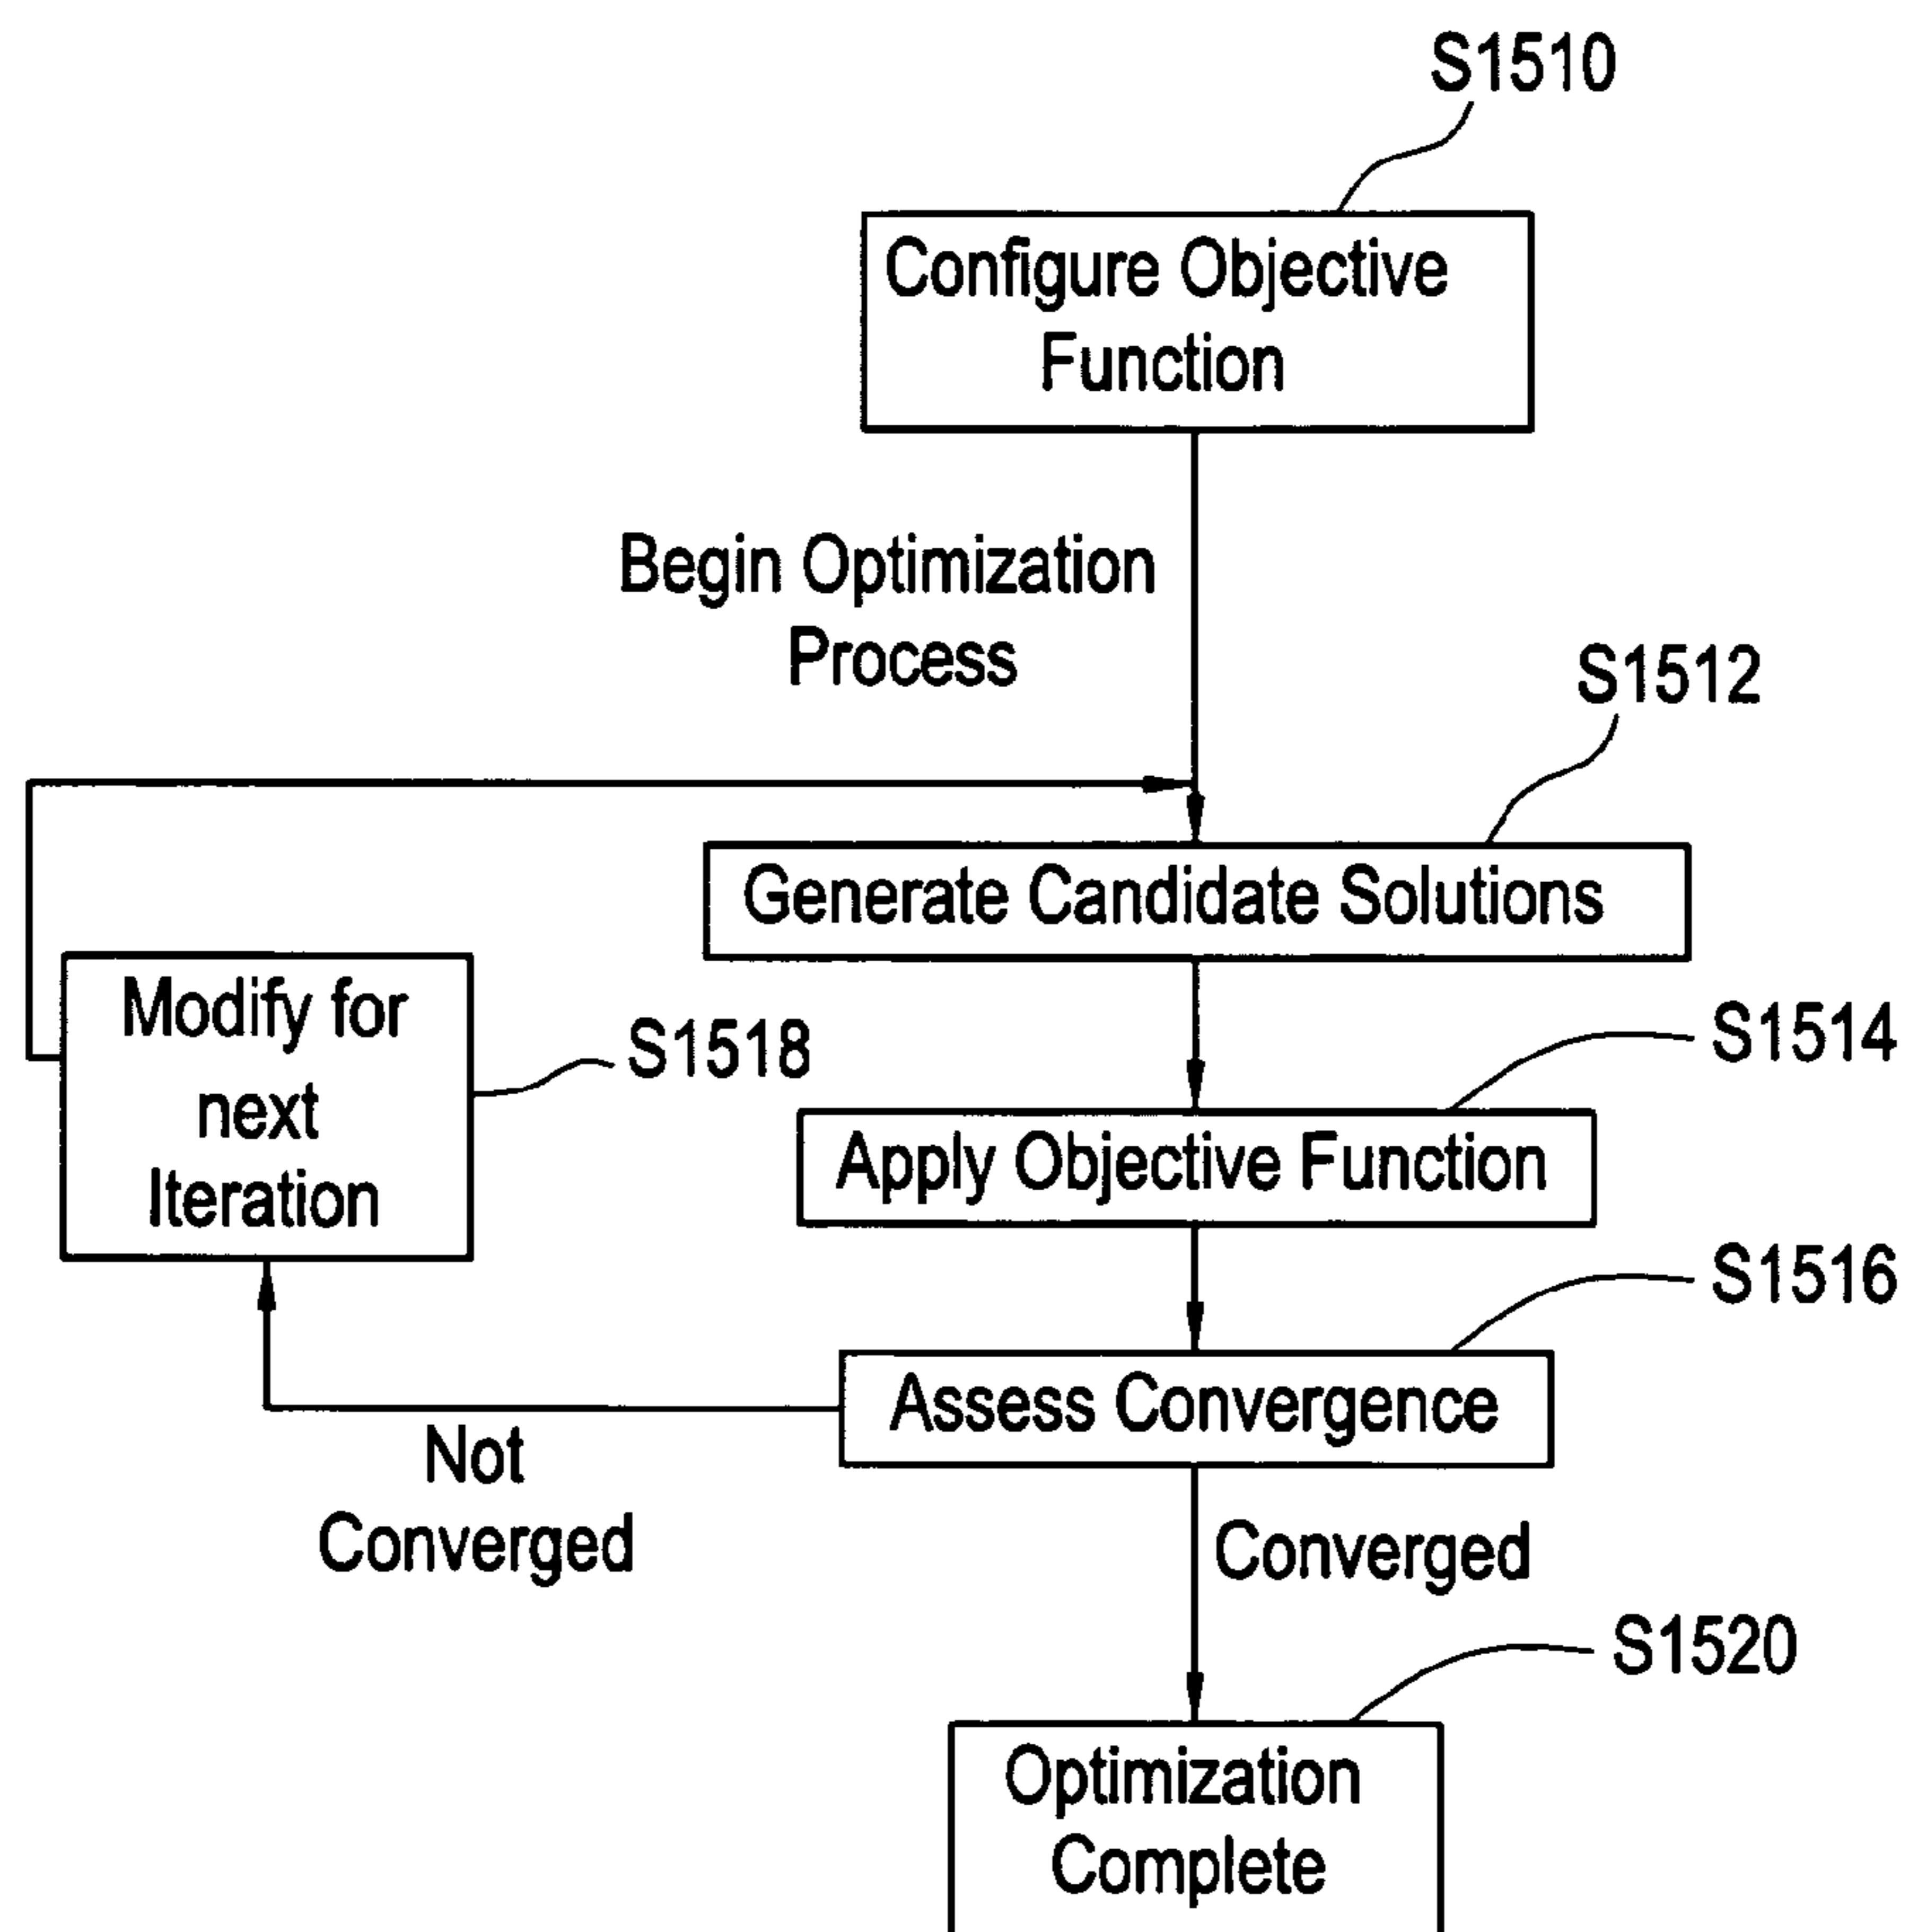 S1510
Configure Objective
Function
Begin Optimization
Process
S1512
Generate Candidate Solutions
Modify for
next
Iteration
S1518
S1514
Apply Objective Function
S1516
Assess Convergence
Not
Converged
Converged
S1520
Optimization
Complete